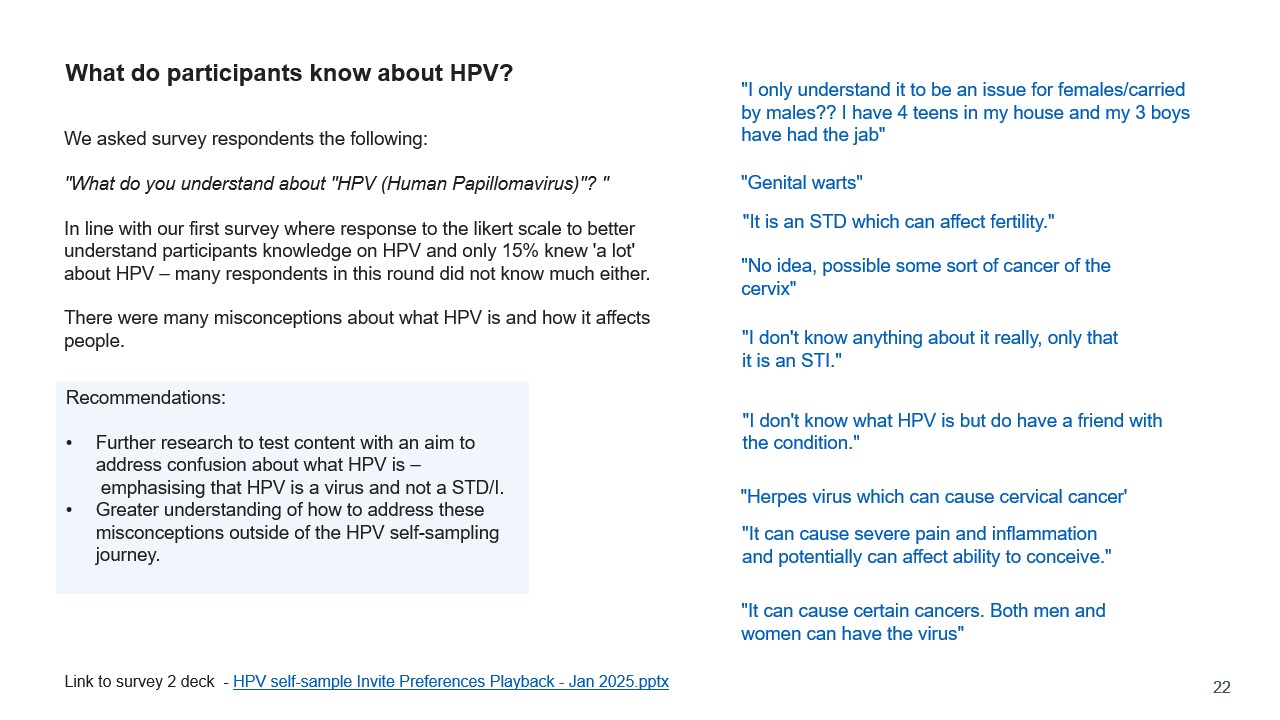 What do participants know about HPV?
We asked survey respondents the following:
"What do you understand about "HPV (Human Papillomavirus)"? "
In line with our first survey where response to the likert scale to better
understand participants knowledge on HPV and only 15% knew 'a lot'
about HPV – many respondents in this round did not know much either.
There were many misconceptions about what HPV is and how it affects
people.
Recommendations:
• Further research to test content with an aim to
address confusion about what HPV is –
emphasising that HPV is a virus and not a STD/I.
• Greater understanding of how to address these
misconceptions outside of the HPV self-sampling
journey.
"I only understand it to be an issue for females/carried
by males?? I have 4 teens in my house and my 3 boys
have had the jab"
"Genital warts"
"It is an STD which can affect fertility."
"No idea, possible some sort of cancer of the
cervix"
"I don't know anything about it really, only that
it is an STI."
"I don't know what HPV is but do have a friend with
the condition."
"Herpes virus which can cause cervical cancer'
"It can cause severe pain and inflammation
and potentially can affect ability to conceive."
"It can cause certain cancers. Both men and
women can have the virus"
Link to survey 2 deck - HPV self-sample Invite Preferences Playback - Jan 2025.pptx
22